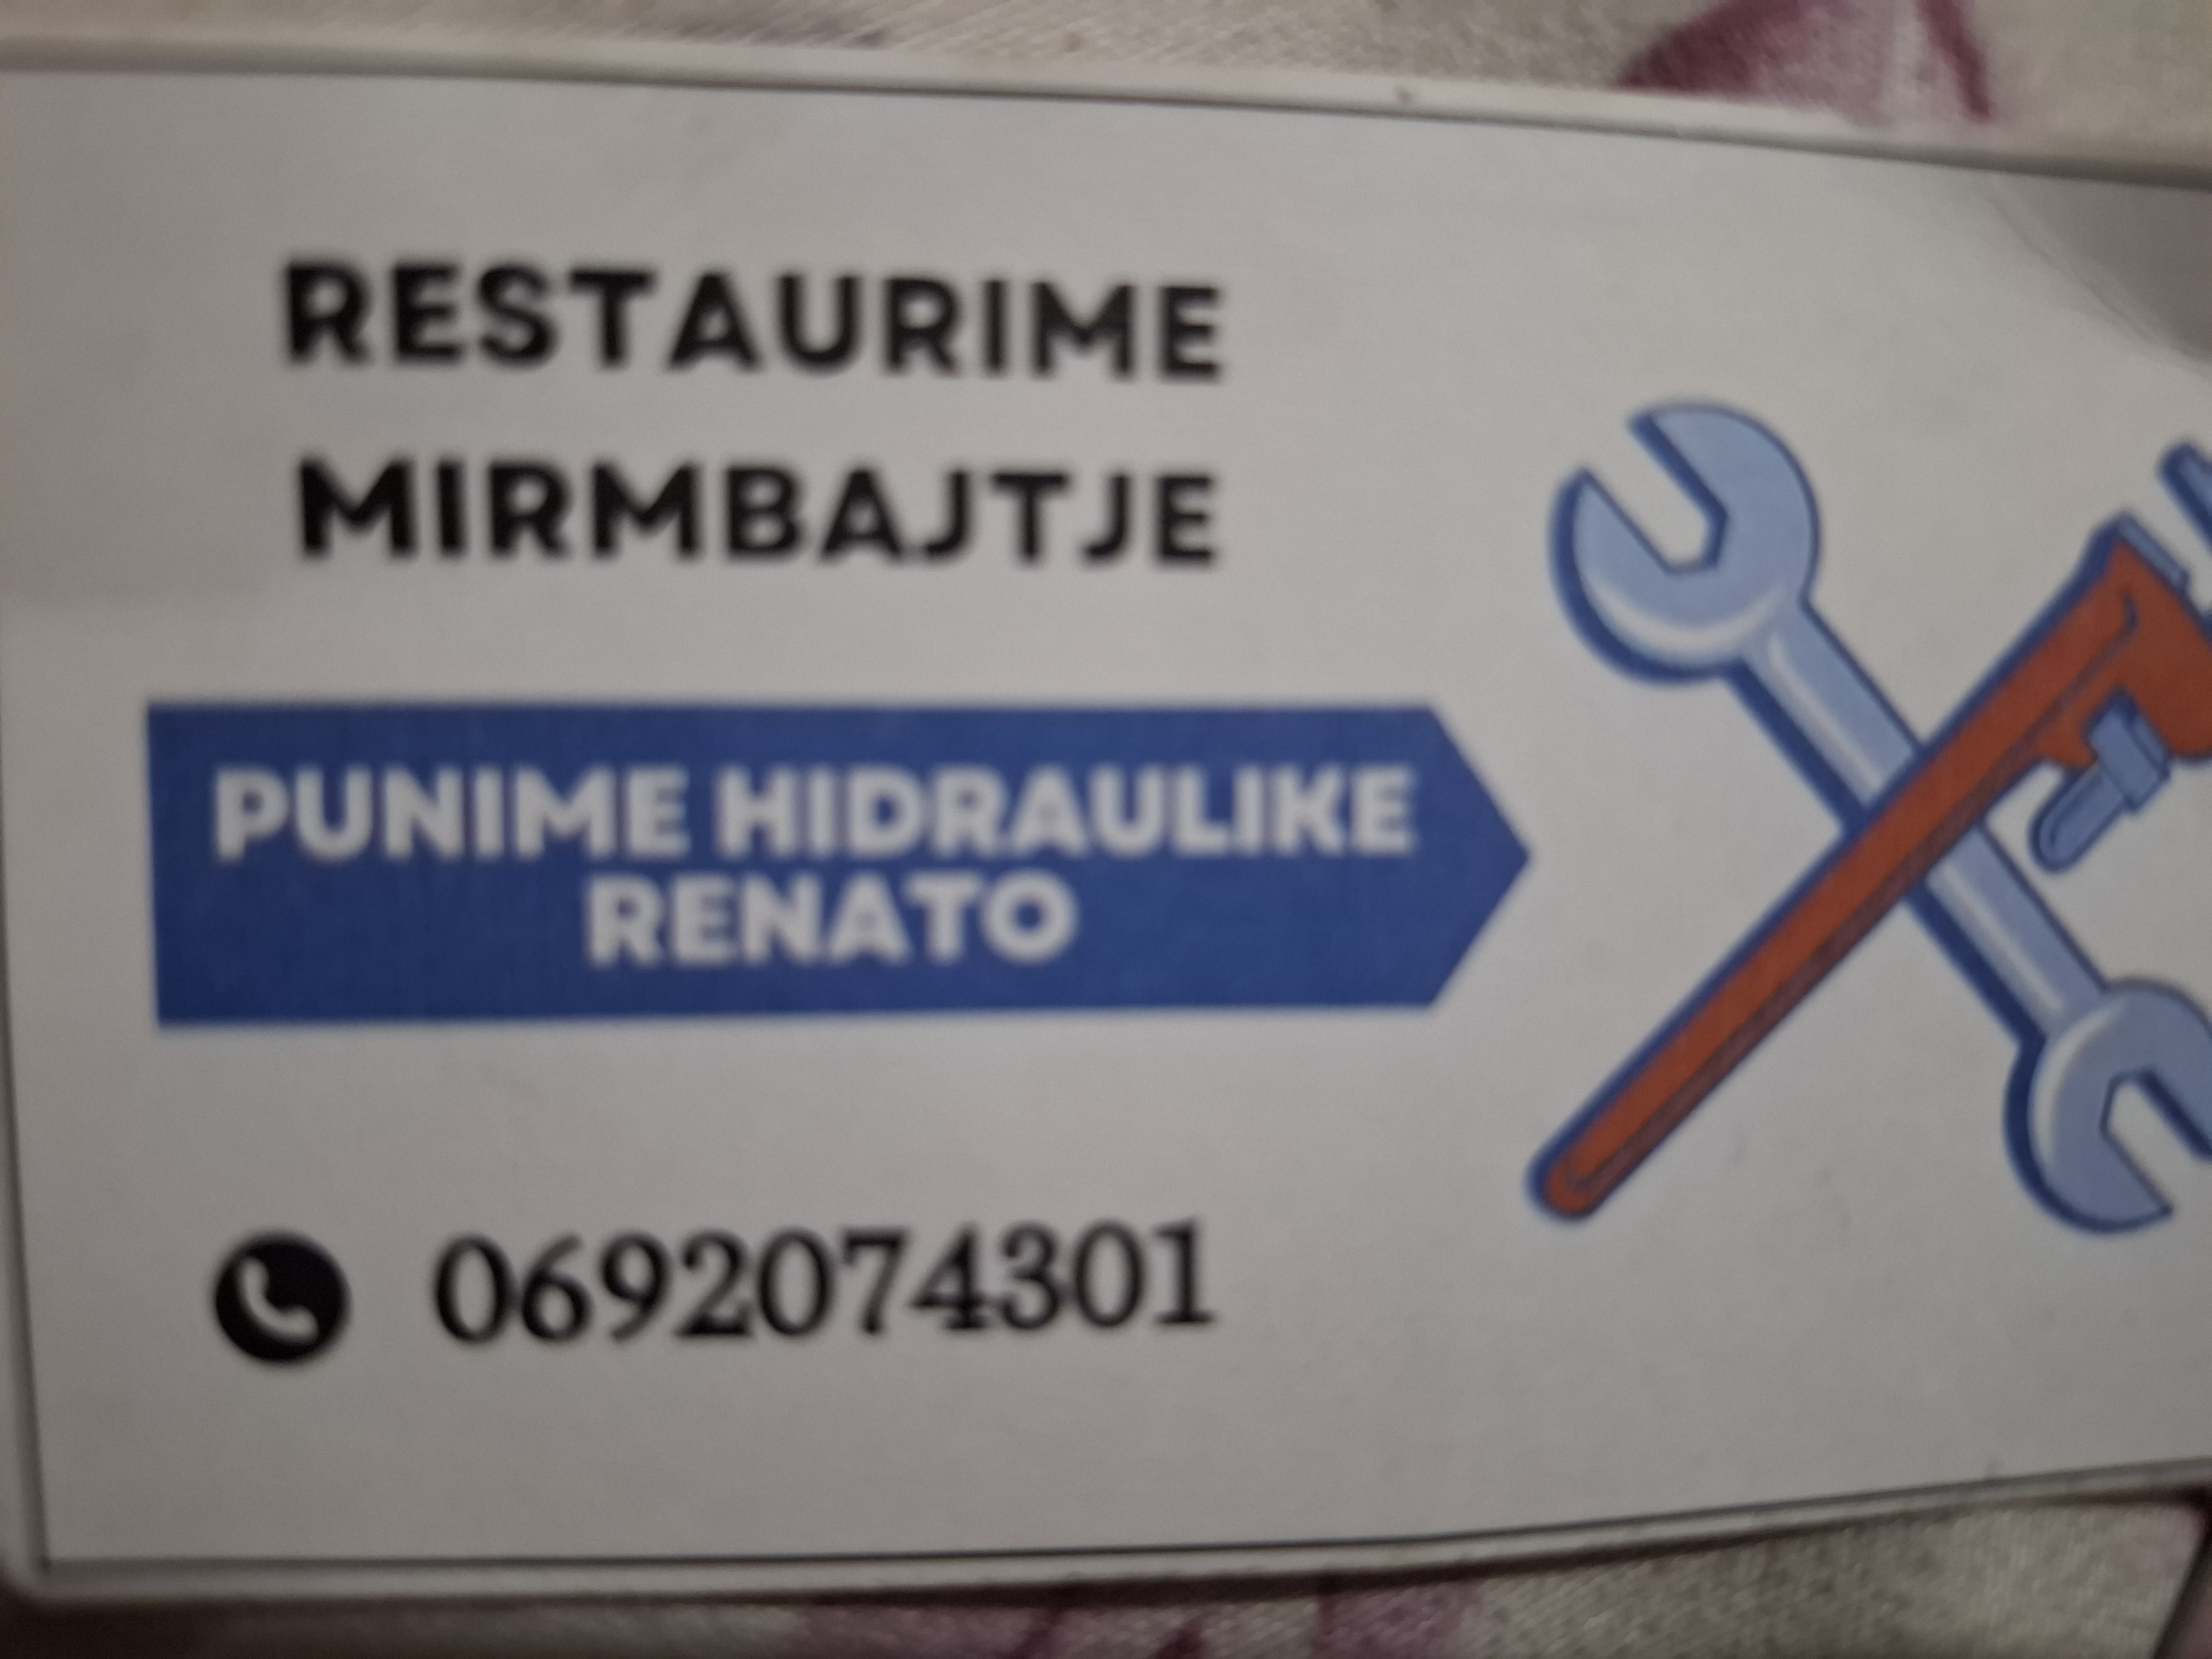 RESTAURIME
MIRMBAJTJE
PUNIME HIDRAULIKE
RENATO
0692074301